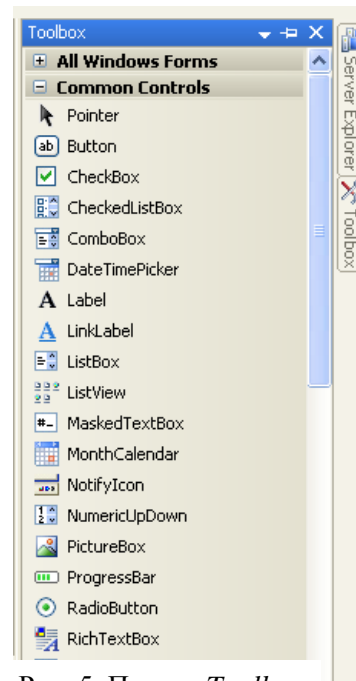 Toolbox
All Windows Forms
Common Controls
Pointer
Button
CheckBox
CheckedListBox
ComboBox
DateTimePicker
A Label
A LinkLabel
ListBox
ListView
MaskedTextBox
MonthCalendar
NotifyIcon
NumericUpDown
PictureBox
ProgressBar
RadioButton
RichTextBox
Server Explorer
Toolbox